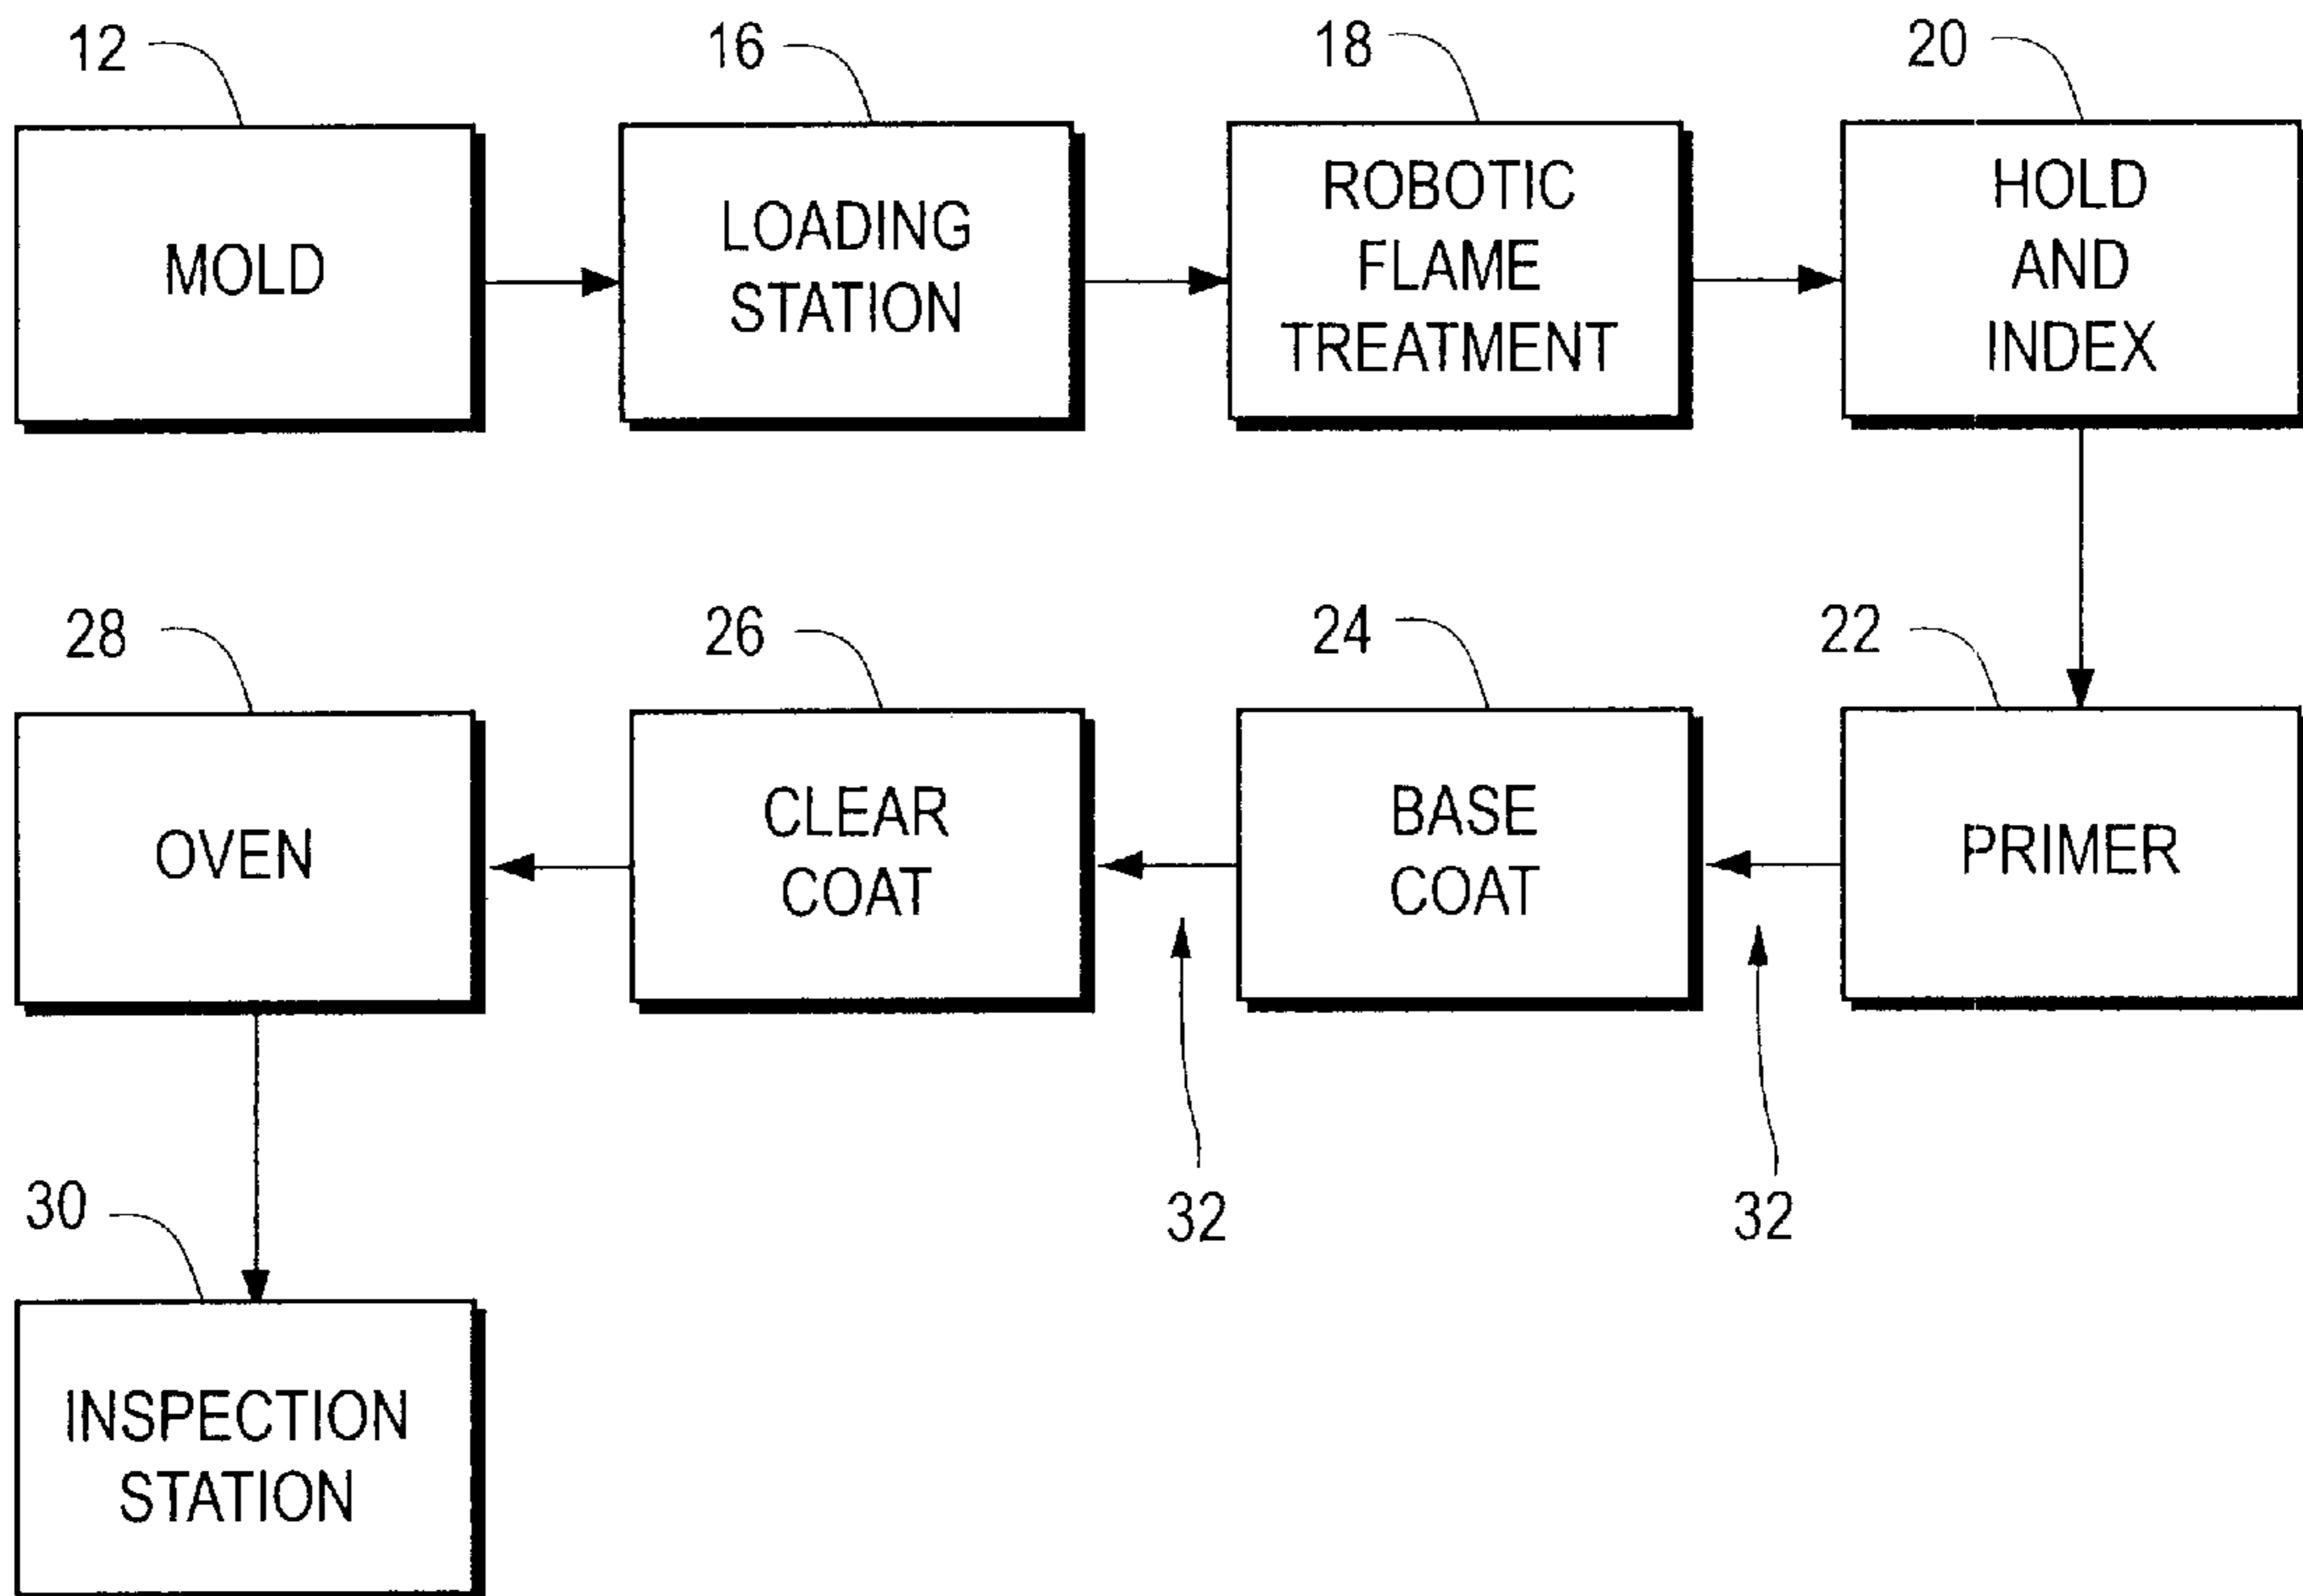 12
16
18
20
MOLD
LOADING
STATION
ROBOTIC
FLAME
TREATMENT
HOLD
AND
INDEX
28
26
24
22
OVEN
CLEAR
COAT
BASE
COAT
PRIMER
32
32
30
INSPECTION
STATION